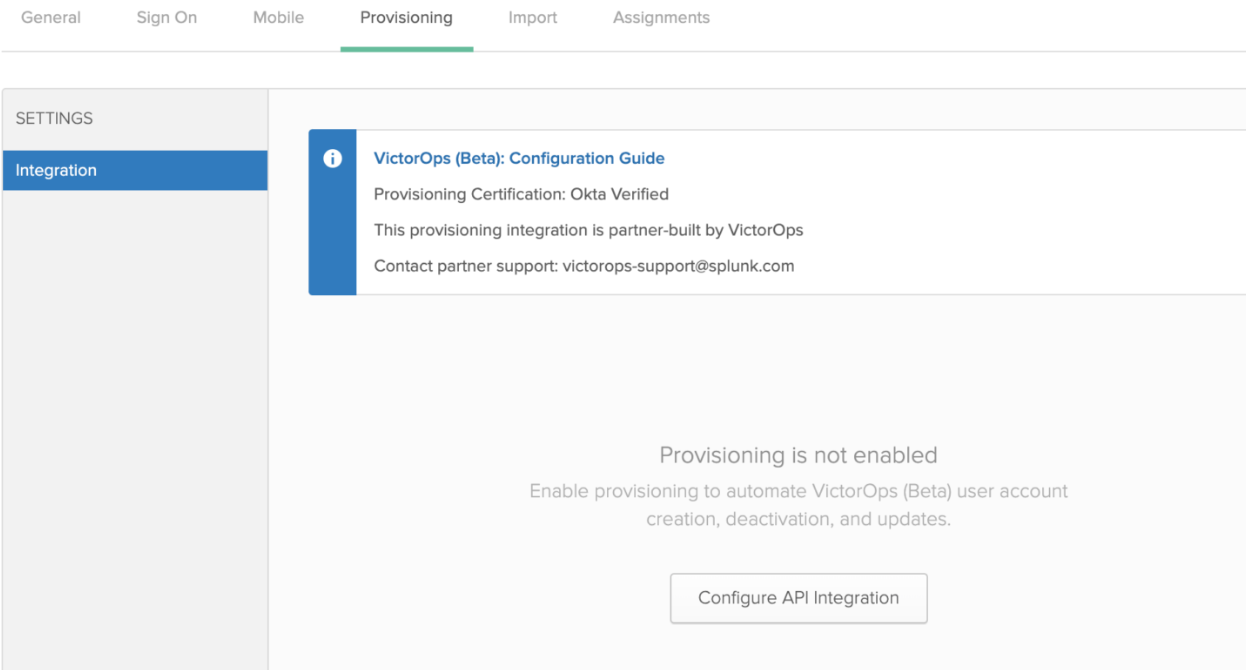 General Sign On Mobile Provisioning Import Assignments
SETTINGS
Integration
VictorOps (Beta): Configuration Guide
Provisioning Certification: Okta Verified
This provisioning integration is partner-built by VictorOps
Contact partner support: victorops-support@splunk.com
Provisioning is not enabled
Enable provisioning to automate VictorOps (Beta) user account
creation, deactivation, and updates.
Configure API Integration